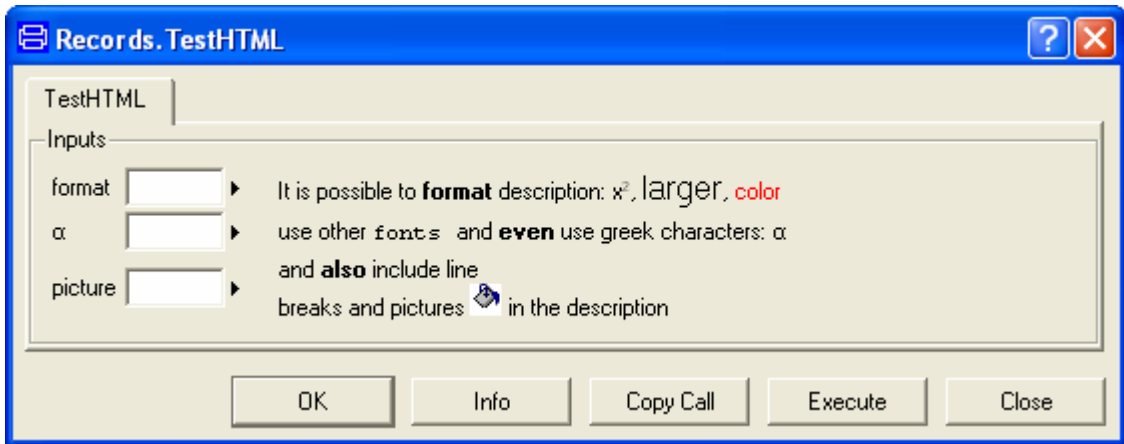 Records.TestHTML
TestHTML
Inputs
format It is possible to format description: x², larger, color
α use other fonts and even use greek characters: α
picture and also include line
breaks and pictures in the description
OK Info Copy Call Execute Close